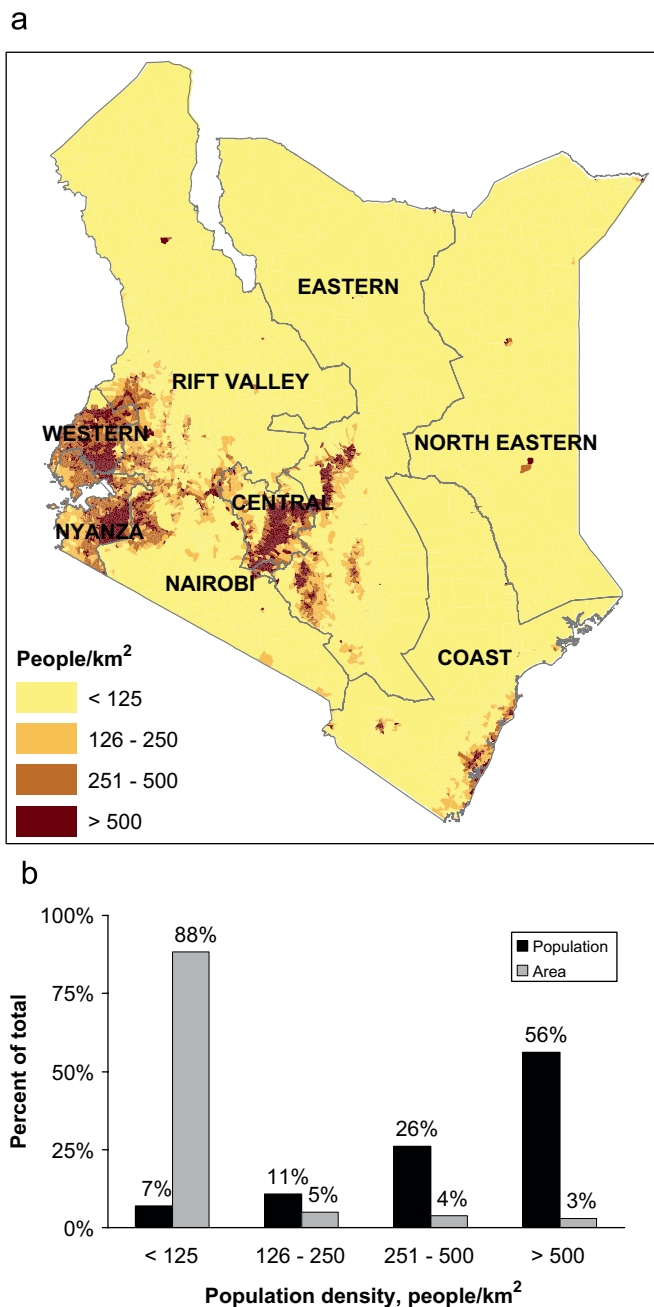 a
EASTERN
RIFT VALLEY
WESTERN
NORTH EASTERN
CENTRAL
NYANZA
NAIROBI
COAST
People/km²
< 125
126 - 250
251 - 500
> 500
b
100%
75%
50%
25%
0%
Percent of total
88%
7%
11%
5%
26%
4%
56%
3%
Population
Area
< 125
126 - 250
251 - 500
> 500
Population density, people/km²